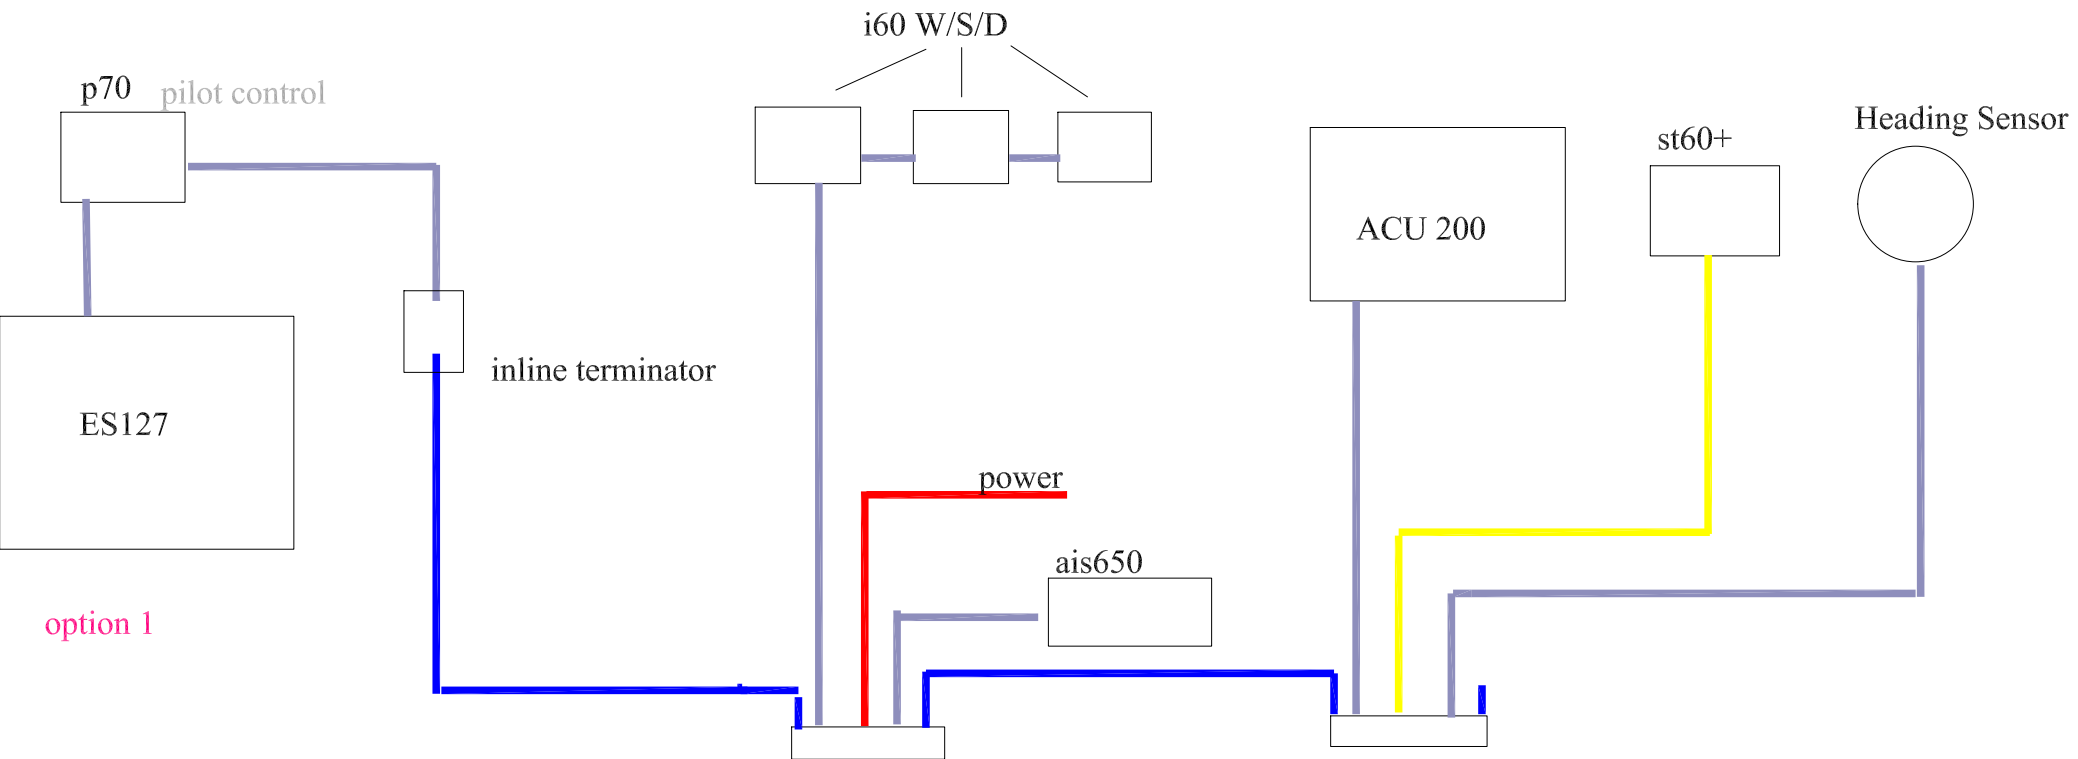 i60 W/S/D
p70
pilot control
Heading Sensor
st60+
ACU 200
inline terminator
ES127
power
ais650
option 1